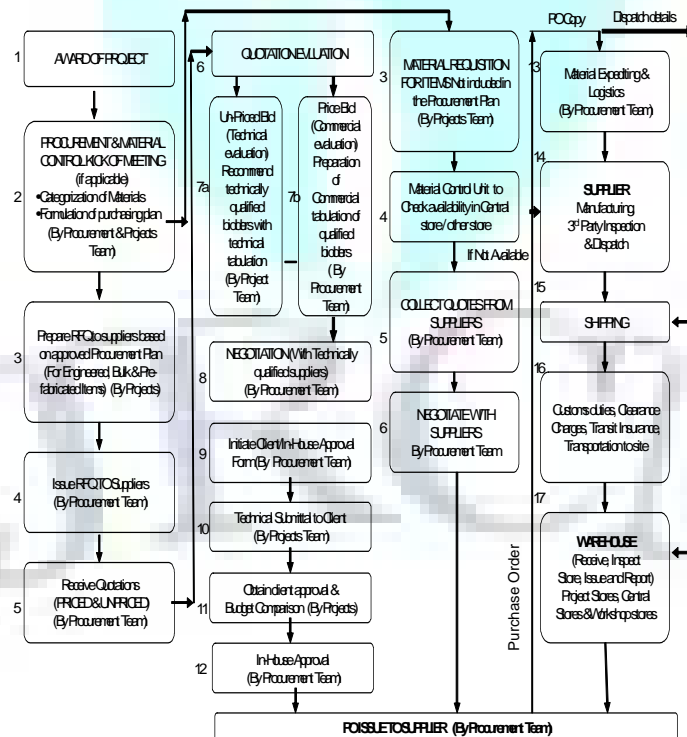 1
AWARD OF PROJECT
2
PROCUREMENT & MATERIAL
CONTROL KICK OF MEETING
(if applicable)
•Categorization of Materials
•Formulation of purchasing plan
(By Procurement & Projects
Team)
3
Prepare RFQ to suppliers based
on approved Procurement Plan
(For Engineered, Bulk & Pre-
fabricated Items) (By Projects)
4
Issue RFQ TO Suppliers
(By Procurement Team)
5
Receive Quotations
(PRICED & UNPRICED)
(By Procurement Team)
6
QUOTATION EVALUATION
7a
Un-Priced Bid
(Technical
evaluation)
Recommend
technically
qualified
bidders with
technical
tabulation
(By Project
Team)
7b
Price Bid
(Commercial
evaluation)
Preparation
of
Commercial
tabulation of
qualified
bidders
( By
Procurement
Team)
8
NEGOTIATION (With Technically
qualified suppliers)
(By Procurement Team)
9
Initiate Client/In-House Approval
Form (By Procurement Team)
10
Technical Submittal to Client
(By Projects Team)
11
Obtain client approval &
Budget Comparison (By Projects)
12
In-House Approval
(By Procurement Team)
3
MATERIAL REQUISITION
FOR ITEMS Not included in
the Procurement Plan
(By Projects Team)
4
Material Control Unit to
Check availability in Central
store/ other store
If Not Available
5
COLLECT QUOTES FROM
SUPPLIERS
(By Procurement Team)
6
NEGOTIATE WITH
SUPPLIERS
(By Procurement Team
Purchase Order
PO Copy
Dispatch details
13
Material Expediting &
Logistics
(By Procurement Team)
14
SUPPLIER
Manufacturing
3rd Party Inspection
& Dispatch
15
SHIPPING
16
Customs duties, Clearance
Charges, Transit Insurance,
Transportation to site
17
WAREHOUSE
(Receive, Inspect
Store, Issue and Report)
Project Stores, Central
Stores & Workshop stores
PO ISSUE TO SUPPLIER (By Procurement Team)